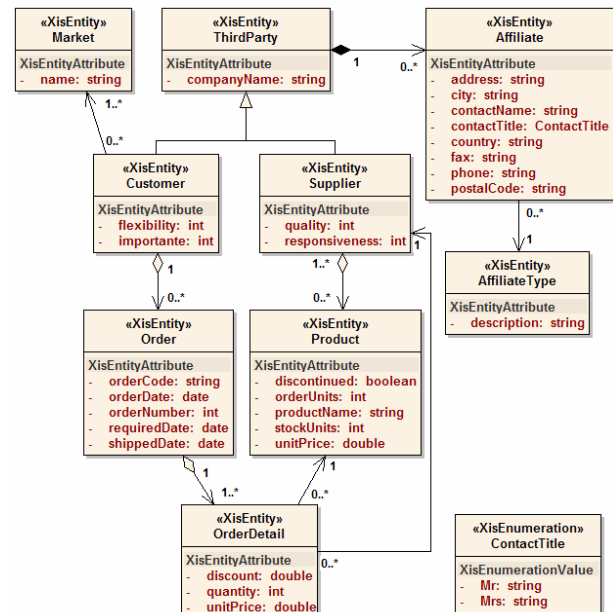 «XisEntity»
Market
XisEntityAttribute
- name: string
«XisEntity»
ThirdParty
XisEntityAttribute
- companyName: string
1
0..*
«XisEntity»
Affiliate
XisEntityAttribute
- address: string
- city: string
- contactName: string
- contactTitle: ContactTitle
- country: string
- fax: string
- phone: string
- postalCode: string
1..*
0..*
«XisEntity»
Customer
XisEntityAttribute
- flexibility: int
- importante: int
«XisEntity»
Supplier
XisEntityAttribute
- quality: int
- responsiveness: int
0..*
1
«XisEntity»
AffiliateType
XisEntityAttribute
- description: string
1
0..*
1..*
0..*
1
«XisEntity»
Order
XisEntityAttribute
- orderCode: string
- orderDate: date
- orderNumber: int
- requiredDate: date
- shippedDate: date
«XisEntity»
Product
XisEntityAttribute
- discontinued: boolean
- orderUnits: int
- productName: string
- stockUnits: int
- unitPrice: double
1
1..*
1
0..*
«XisEntity»
OrderDetail
XisEntityAttribute
- discount: double
- quantity: int
- unitPrice: double
0..*
«XisEnumeration»
ContactTitle
XisEnumerationValue
- Mr: string
- Mrs: string